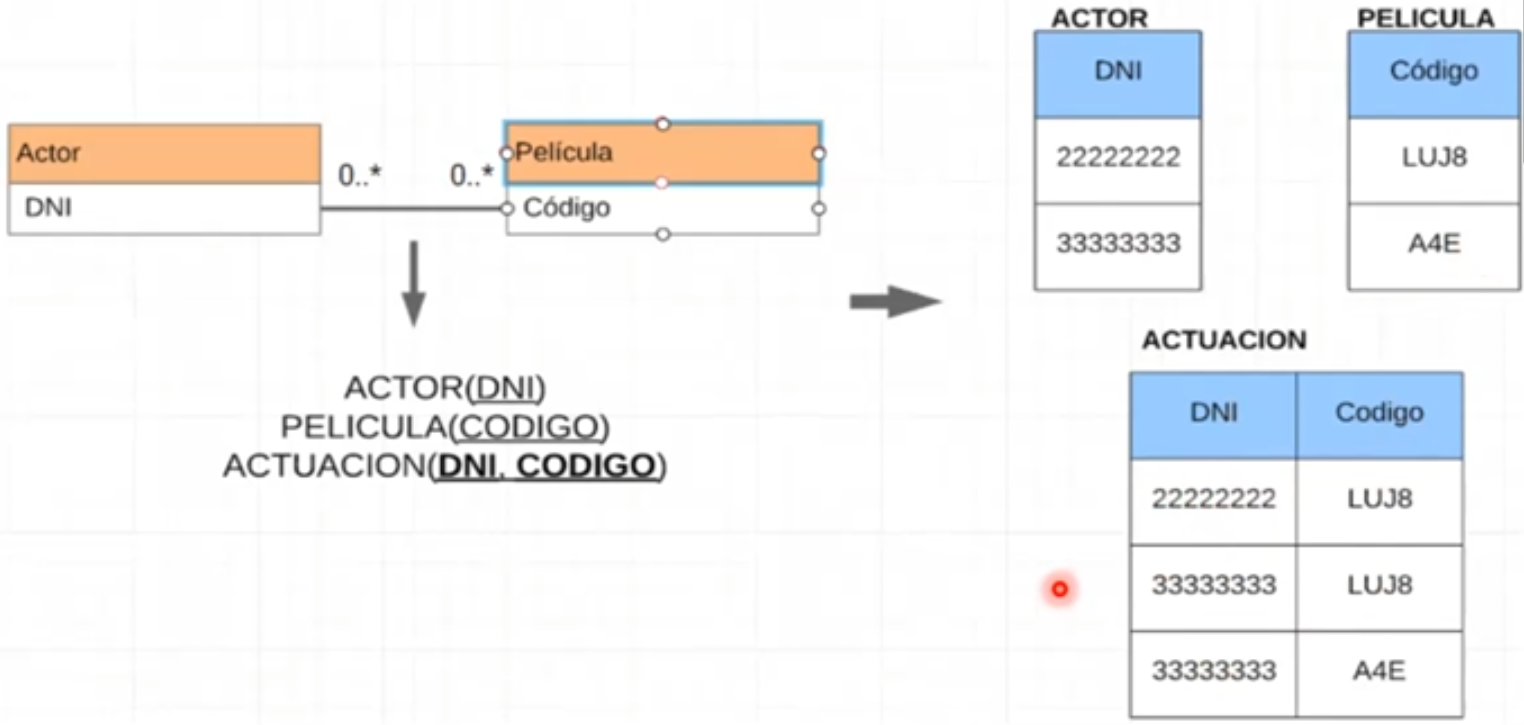 Actor
DNI
0..*
0..*
Película
Código
ACTOR(DNI)
PELICULA(CODIGO)
ACTUACION(DNI, CODIGO)
ACTOR
DNI
22222222
33333333
PELICULA
Código
LUJ8
A4E
ACTUACION
DNI Codigo
22222222 LUJ8
33333333 LUJ8
33333333 A4E